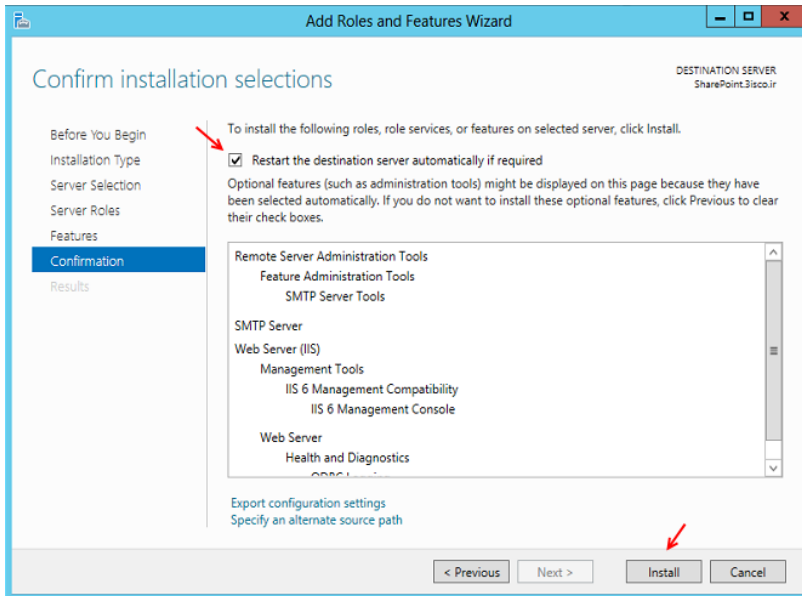 Add Roles and Features Wizard
Confirm installation selections
DESTINATION SERVER
SharePoint.3isco.ir
Before You Begin
Installation Type
Server Selection
Server Roles
Features
Confirmation
Results
To install the following roles, role services, or features on selected server, click Install.
Restart the destination server automatically if required
Optional features (such as administration tools) might be displayed on this page because they have
been selected automatically. If you do not want to install these optional features, click Previous to clear
their check boxes.
Remote Server Administration Tools
Feature Administration Tools
SMTP Server Tools
SMTP Server
Web Server (IIS)
Management Tools
IIS 6 Management Compatibility
IIS 6 Management Console
Web Server
Health and Diagnostics
Export configuration settings
Specify an alternate source path
< Previous
Next >
Install
Cancel